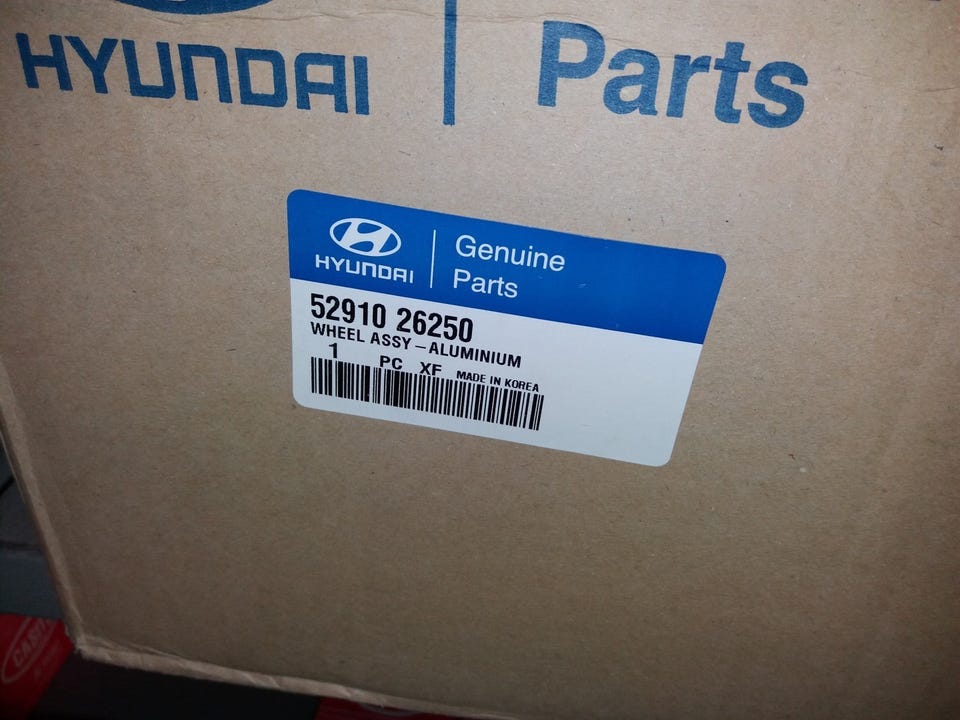 HYUNDAI Parts
HYUNDAI Genuine
Parts
52910 26250
WHEEL ASSY-ALUMINIUM
1 PC XF MADE IN KOREA